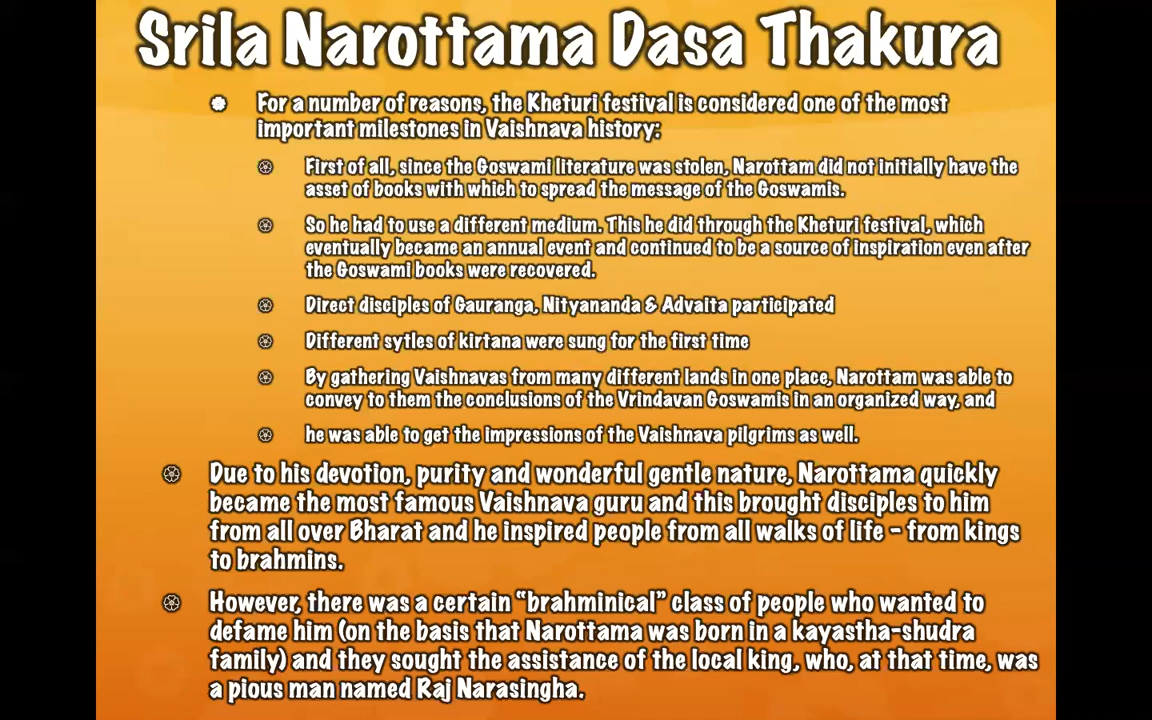 Srila Narottama Dasa Thakura
For a number of reasons, the Kheturi festival is considered one of the most
important milestones in Vaishnava history:
First of all, since the Goswami literature was stolen, Narottam did not initially have the
asset of books with which to spread the message of the Goswamis.
So he had to use a different medium. This he did through the Kheturi festival, which
eventually became an annual event and continued to be a source of inspiration even after
the Goswami books were recovered.
Direct disciples of Gauranga, Nityananda & Advaita participated
Different sytles of kirtana were sung for the first time
By gathering Vaishnavas from many different lands in one place, Narottam was able to
convey to them the conclusions of the Vrindavan Goswamis in an organized way, and
he was able to get the impressions of the Vaishnava pilgrims as well.
Due to his devotion, purity and wonderful gentle nature, Narottama quickly
became the most famous Vaishnava guru and this brought disciples to him
from all over Bharat and he inspired people from all walks of life - from kings
to brahmins.
However, there was a certain “brahminical” class of people who wanted to
defame him (on the basis that Narottama was born in a kayastha-shudra
family) and they sought the assistance of the local king, who, at that time, was
a pious man named Raj Narasingha.